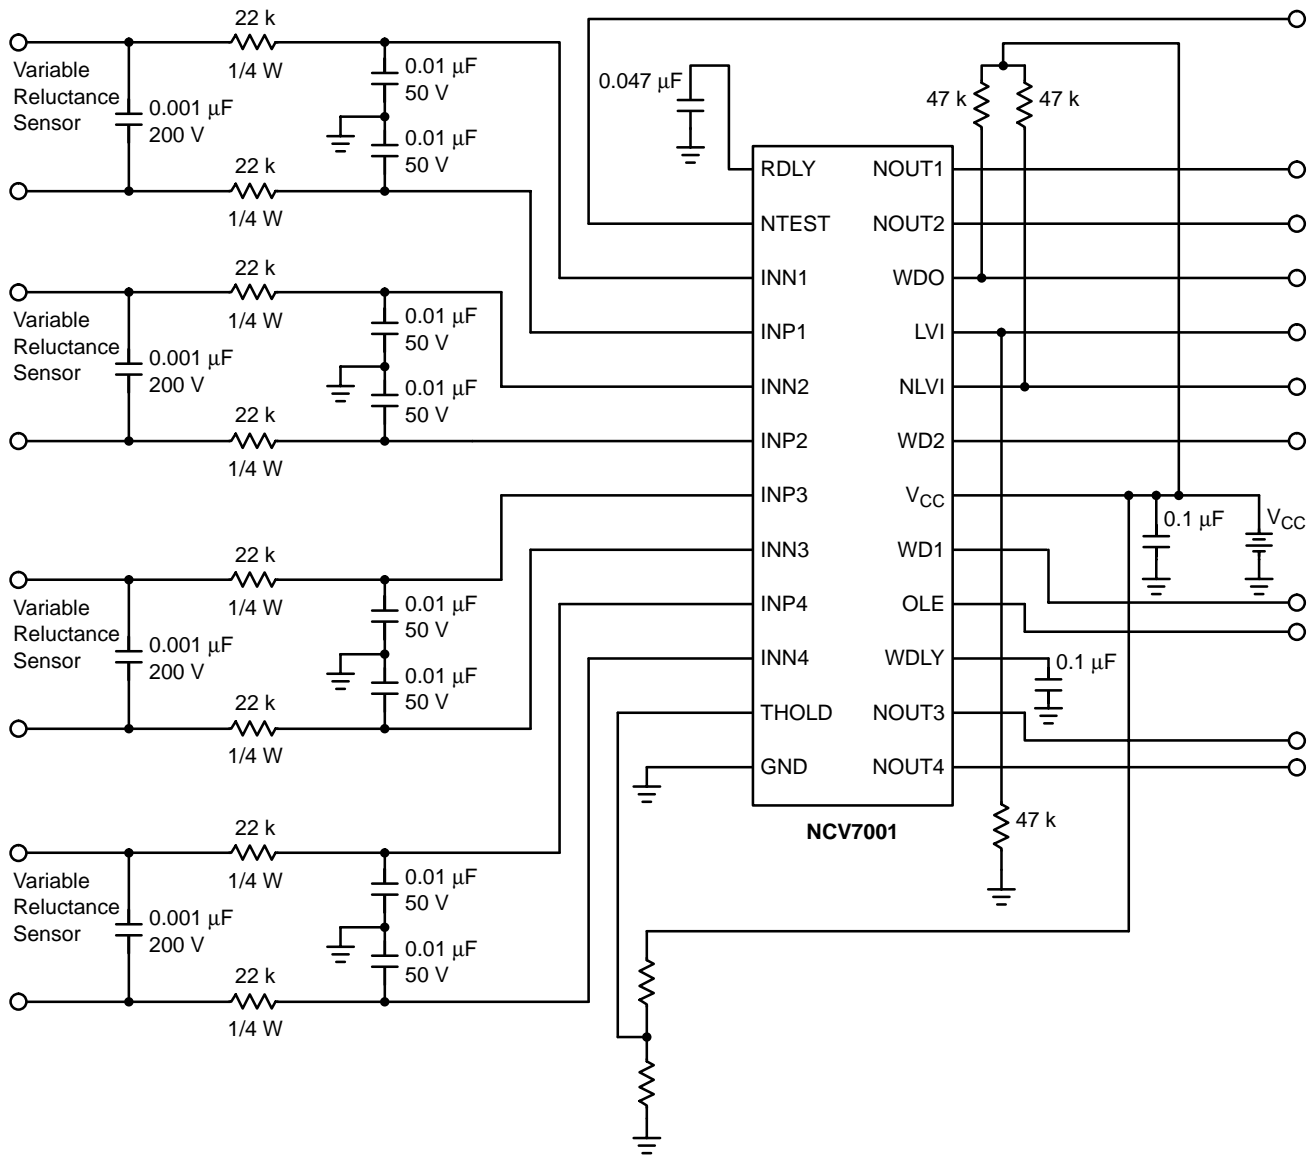 22 k
1/4 W
Variable
Reluctance
Sensor
0.001 µF
200 V
0.01 µF
50 V
0.01 µF
50 V
22 k
1/4 W
22 k
1/4 W
Variable
Reluctance
Sensor
0.001 µF
200 V
0.01 µF
50 V
0.01 µF
50 V
22 k
1/4 W
22 k
1/4 W
Variable
Reluctance
Sensor
0.001 µF
200 V
0.01 µF
50 V
0.01 µF
50 V
22 k
1/4 W
22 k
1/4 W
Variable
Reluctance
Sensor
0.001 µF
200 V
0.01 µF
50 V
0.01 µF
50 V
22 k
1/4 W
0.047 µF
47 k
47 k
RDLY
NTEST
INN1
INP1
INN2
INP2
INP3
INN3
INP4
INN4
THOLD
GND
NOUT1
NOUT2
WDO
LVI
NLVI
WD2
VCC
WD1
OLE
WDLY
NOUT3
NOUT4
NCV7001
0.1 µF
VCC
0.1 µF
47 k